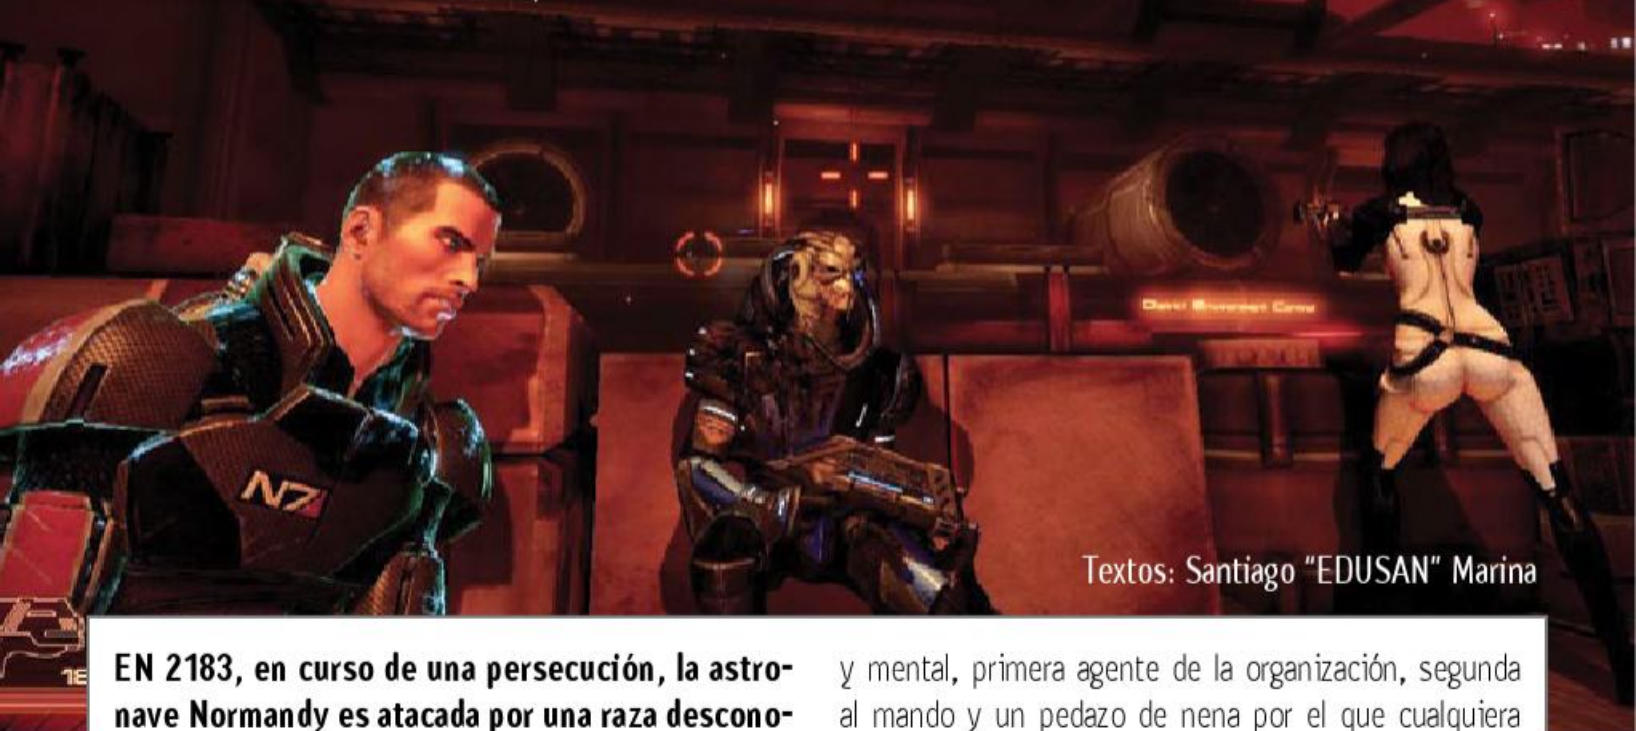 N7
Textos: Santiago "EDUSAN" Marina
18
EN 2183, en curso de una persecución, la astro-
nave Normandy es atacada por una raza descono-
y mental, primera agente de la organización, segunda
al mando y un pedazo de nena por el que cualquiera